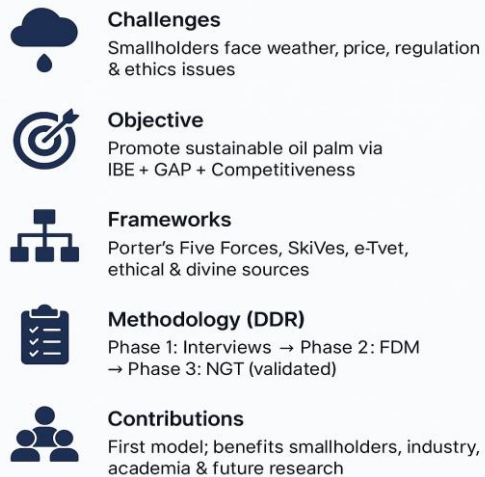 Challenges
Smallholders face weather, price, regulation
& ethics issues
Objective
Promote sustainable oil palm via
IBE + GAP + Competitiveness
Frameworks
Porter's Five Forces, SkiVes, e-Tvet,
ethical & divine sources
Methodology (DDR)
Phase 1: Interviews → Phase 2: FDM
→ Phase 3: NGT (validated)
Contributions
First model; benefits smallholders, industry,
academia & future research